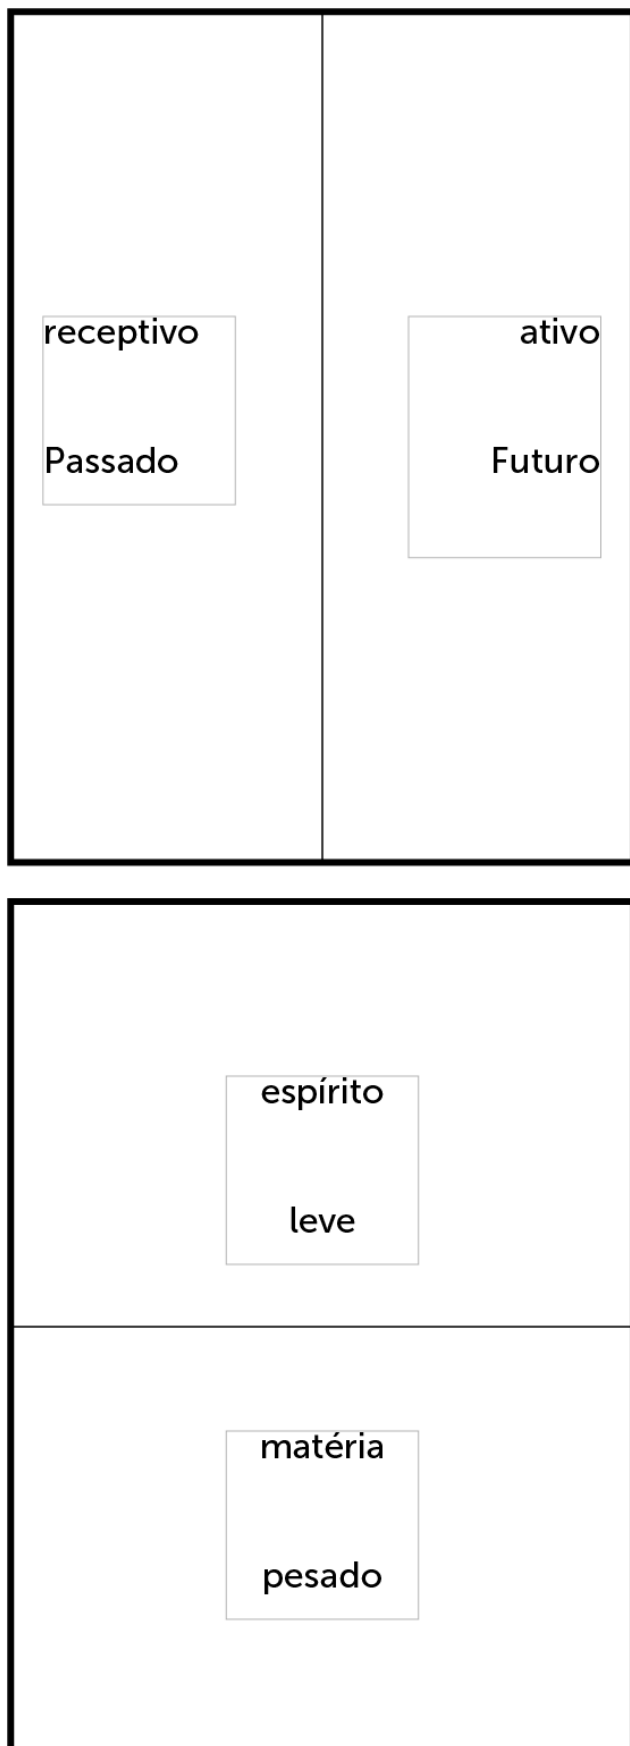 receptivo
ativo
Passado
Futuro
espírito
leve
matéria
pesado